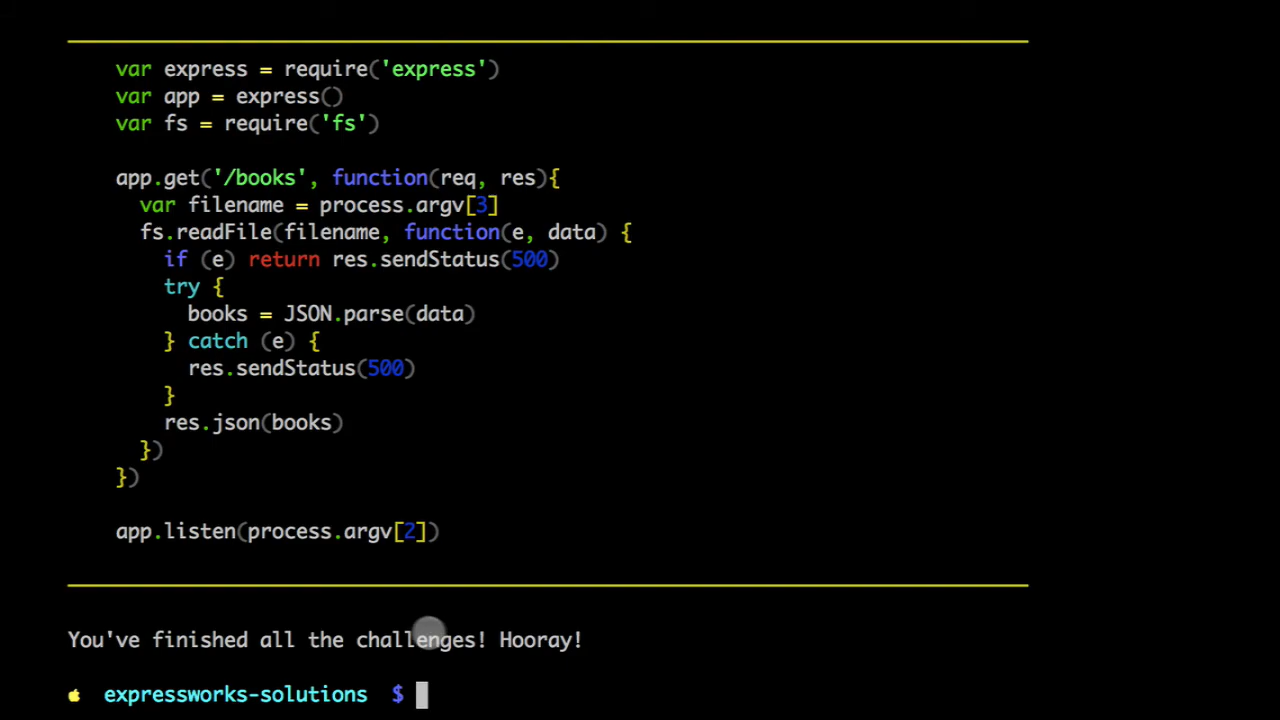 var express = require('express')
var app = express()
var fs = require('fs')
app.get('/books', function(req, res){
var filename = process.argv[3]
fs.readFile(filename, function(e, data) {
if (e) return res.sendStatus(500)
try {
books = JSON.parse(data)
} catch (e) {
res.sendStatus(500)
}
res.json(books)
})
})
app.listen(process.argv[2])
You've finished all the challenges! Hooray!
expressworks-solutions $